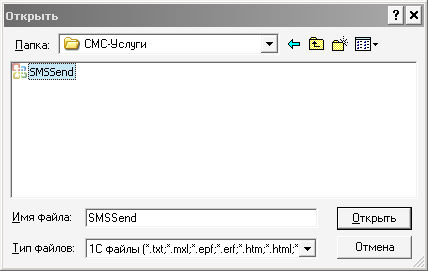 Открыть
Папка: СМС-Услуги
SMSSend
Имя файла: SMSSend Открыть
Тип файлов: 1С файлы (*.txt;*.mxl;*.epf;*.erf;*.htm;*.html;* Отмена